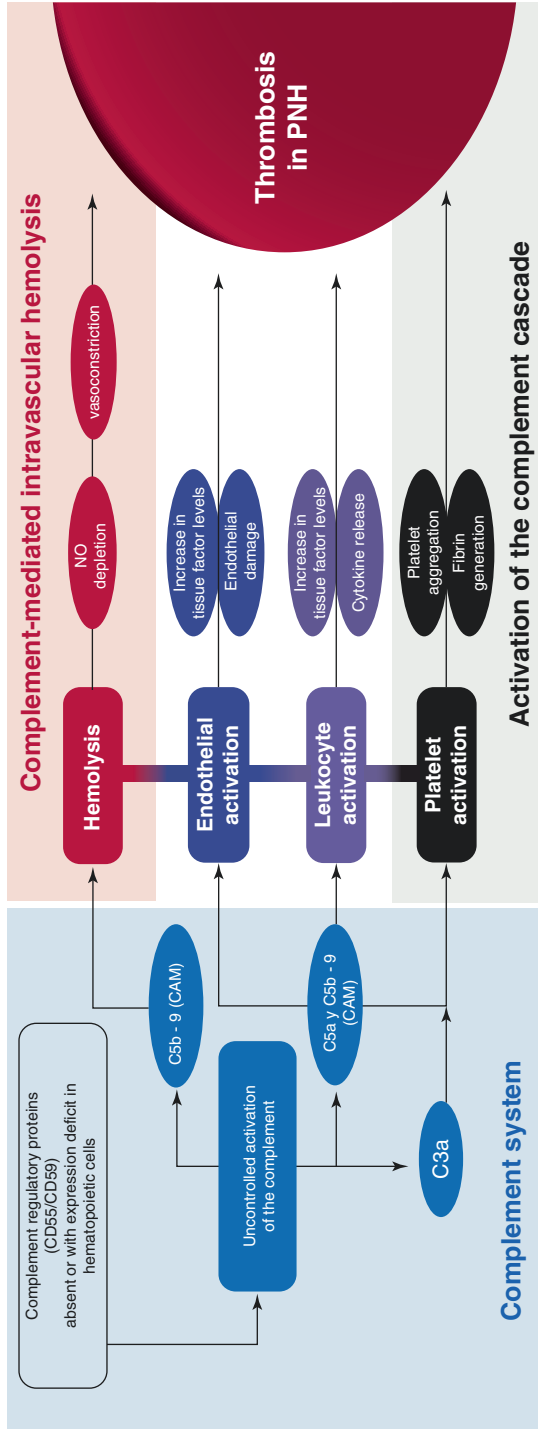 Complement regulatory proteins
(CD55/CD59)
absent or with expression deficit in
hematopoietic cells
Uncontrolled activation
of the complement
C5b - 9 (CAM)
C5a y C5b - 9
(CAM)
C3a
Complement system
Complement-mediated intravascular hemolysis
Hemolysis
NO
depletion
vasoconstriction
Endothelial
activation
Increase in
tissue factor levels
Endothelial
damage
Leukocyte
activation
Increase in
tissue factor levels
Cytokine release
Platelet
activation
Platelet
aggregation
Fibrin
generation
Activation of the complement cascade
Thrombosis
in PNH